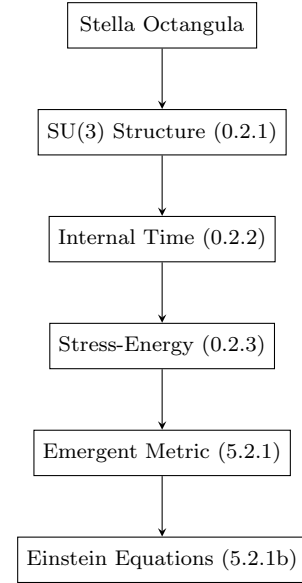 Stella Octangula
SU(3) Structure (0.2.1)
Internal Time (0.2.2)
Stress-Energy (0.2.3)
Emergent Metric (5.2.1)
Einstein Equations (5.2.1b)